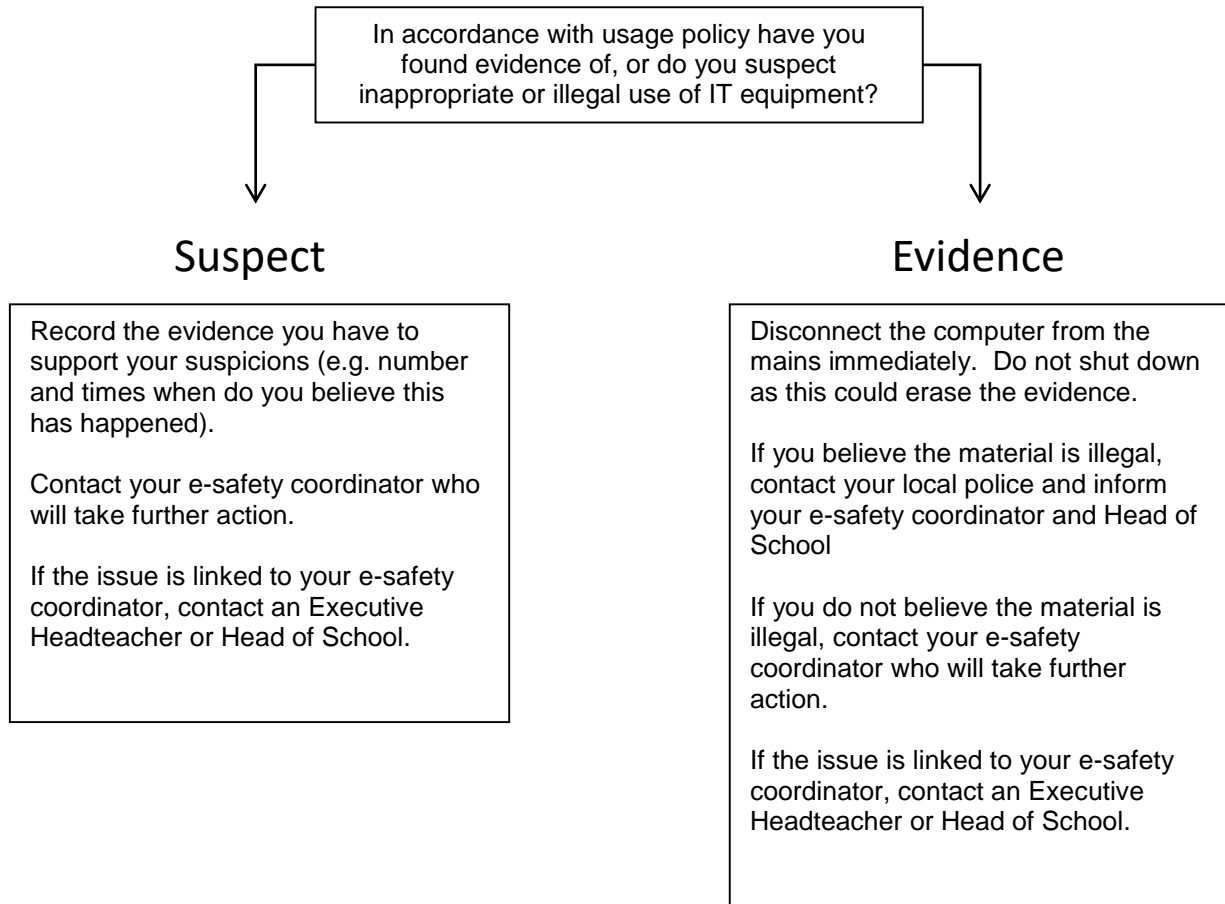 In accordance with usage policy have you
found evidence of, or do you suspect
inappropriate or illegal use of IT equipment?
Suspect
Record the evidence you have to
support your suspicions (e.g. number
and times when do you believe this
has happened).
Contact your e-safety coordinator who
will take further action.
If the issue is linked to your e-safety
coordinator, contact an Executive
Headteacher or Head of School.
Evidence
Disconnect the computer from the
mains immediately.  Do not shut down
as this could erase the evidence.
If you believe the material is illegal,
contact your local police and inform
your e-safety coordinator and Head of
School
If you do not believe the material is
illegal, contact your e-safety
coordinator who will take further
action.
If the issue is linked to your e-safety
coordinator, contact an Executive
Headteacher or Head of School.